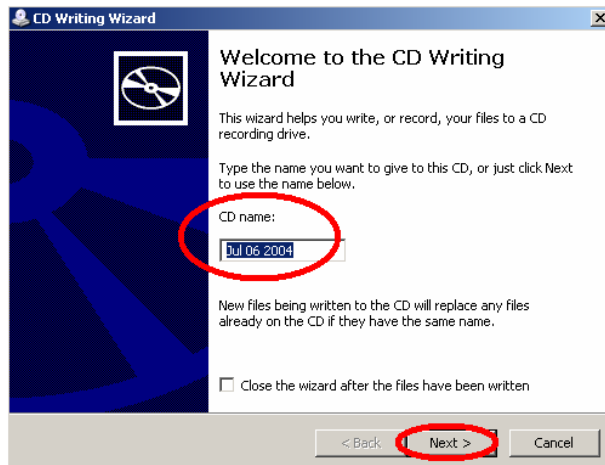 CD Writing Wizard
Welcome to the CD Writing
Wizard
This wizard helps you write, or record, your files to a CD
recording drive.
Type the name you want to give to this CD, or just click Next
to use the name below.
CD name:
Jul 06 2004
New files being written to the CD will replace any files
already on the CD if they have the same name.
Close the wizard after the files have been written
< Back Next > Cancel